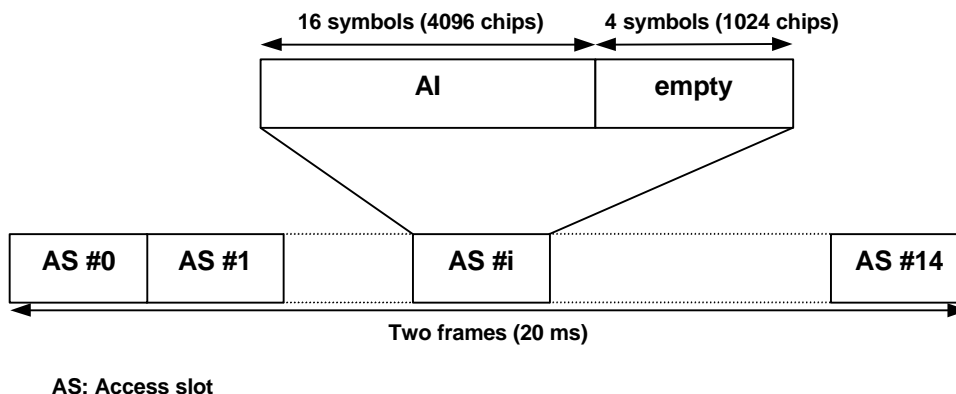 16 symbols (4096 chips) 4 symbols (1024 chips)
AI empty
AS #0 AS #1 AS #i AS #14
Two frames (20 ms)
AS: Access slot